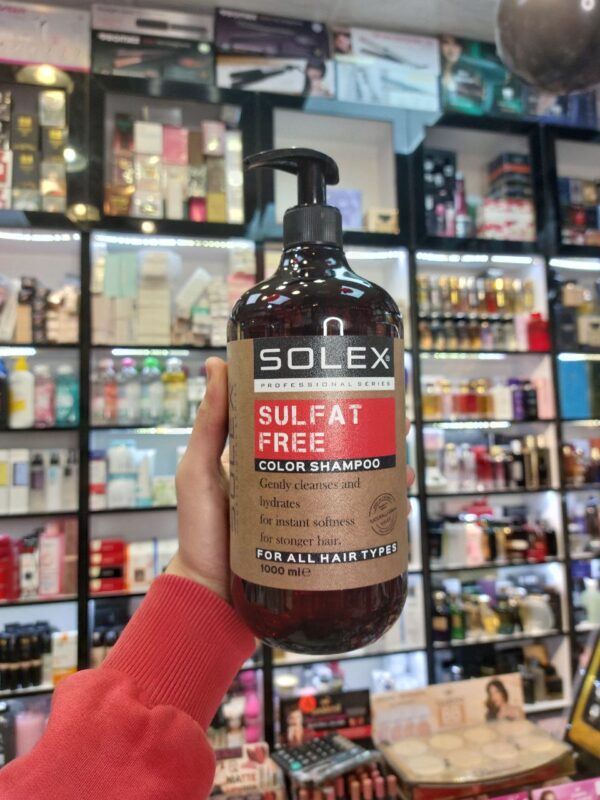 SOLEX®
PROFESSIONAL SERIES
SULFAT
FREE
COLOR SHAMPOO
Gently cleanses and
hydrates
for instant softness
for stonger hair.
FOR ALL HAIR TYPES
1000 ml℮
MATTE